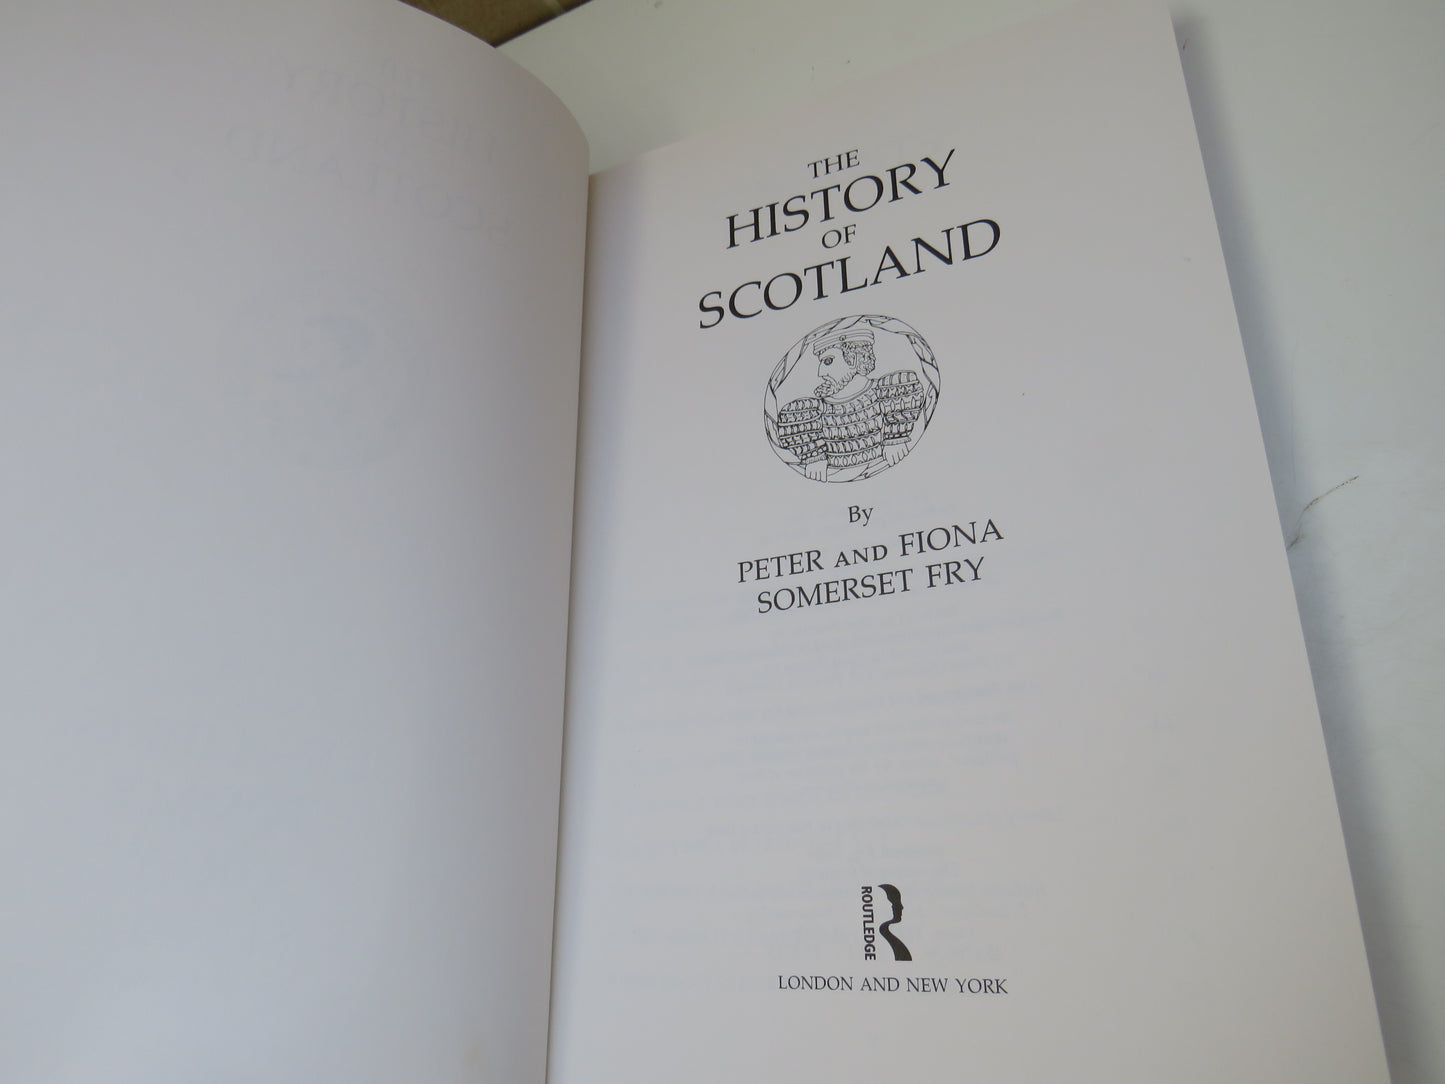 THE
HISTORY
OF
SCOTLAND
By
PETER AND FIONA
SOMERSET FRY
ROUTLEDGE
LONDON AND NEW YORK